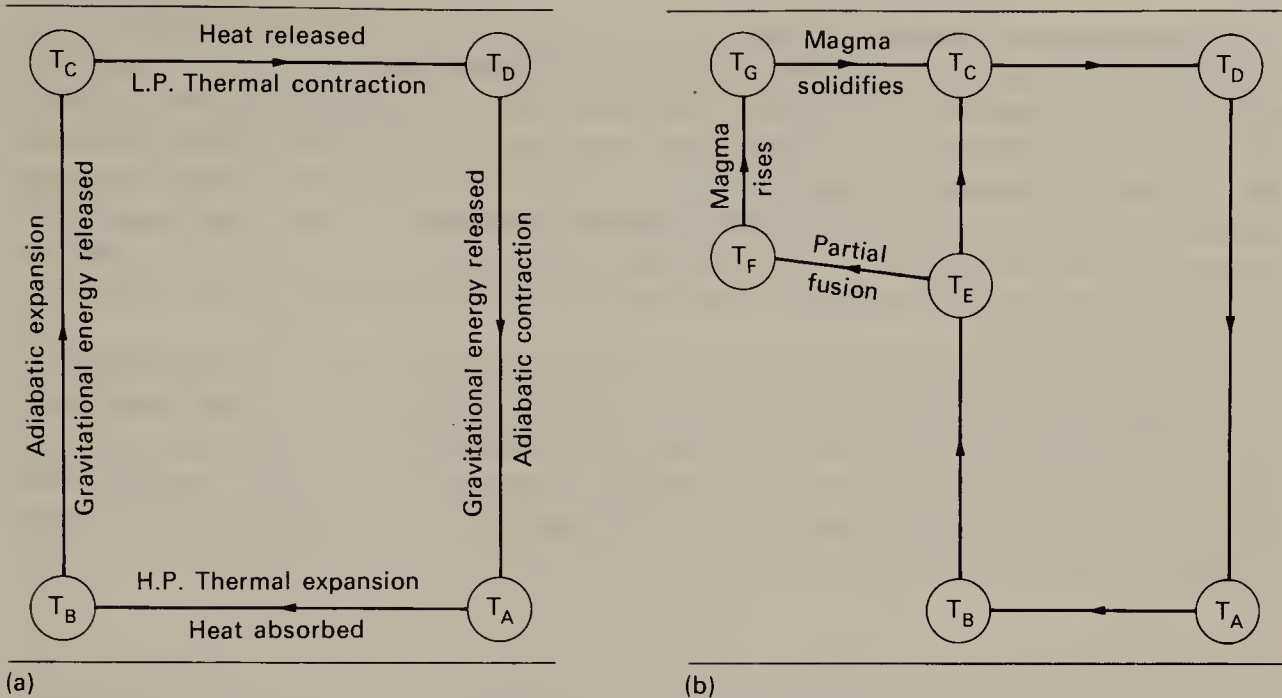 T_C
Heat released
L.P. Thermal contraction
T_D
Adiabatic expansion
Gravitational energy released
Gravitational energy released
Adiabatic contraction
T_B
H.P. Thermal expansion
Heat absorbed
T_A
(a)
T_G
Magma
solidifies
T_C
T_D
Magma
rises
T_F
Partial
fusion
T_E
T_B
T_A
(b)